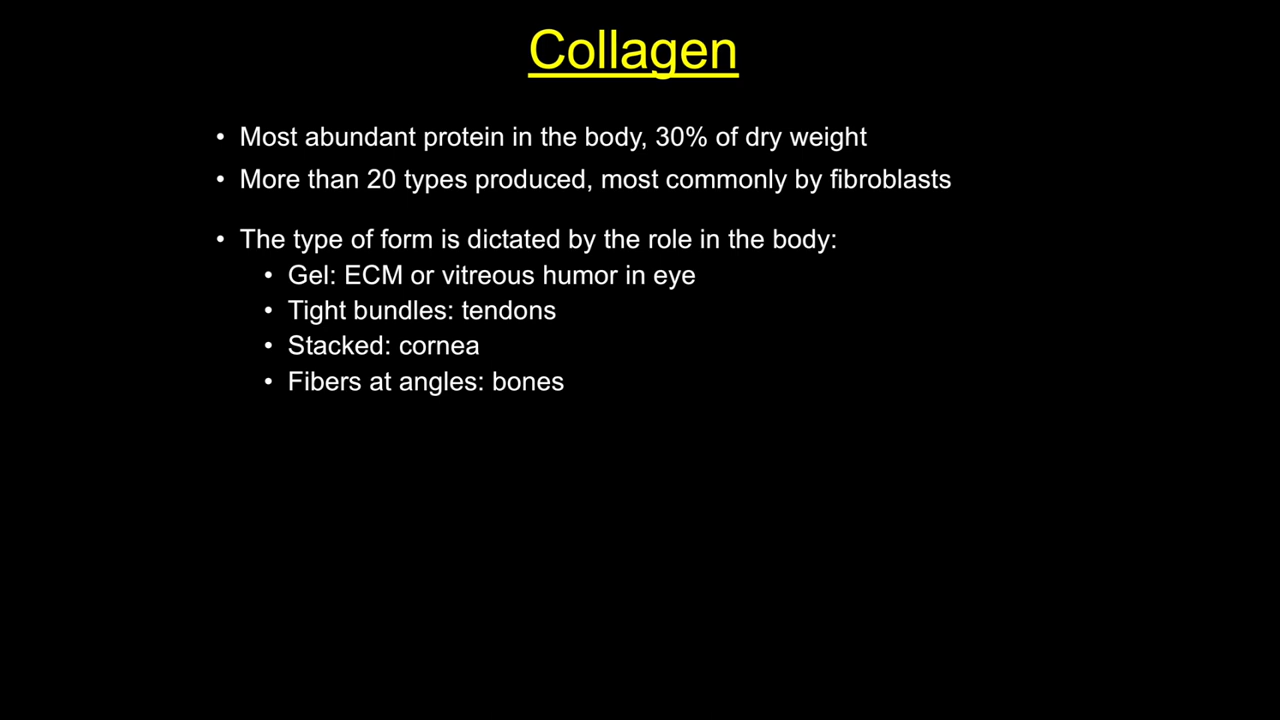 Collagen
• Most abundant protein in the body, 30% of dry weight
• More than 20 types produced, most commonly by fibroblasts
• The type of form is dictated by the role in the body:
• Gel: ECM or vitreous humor in eye
• Tight bundles: tendons
• Stacked: cornea
• Fibers at angles: bones